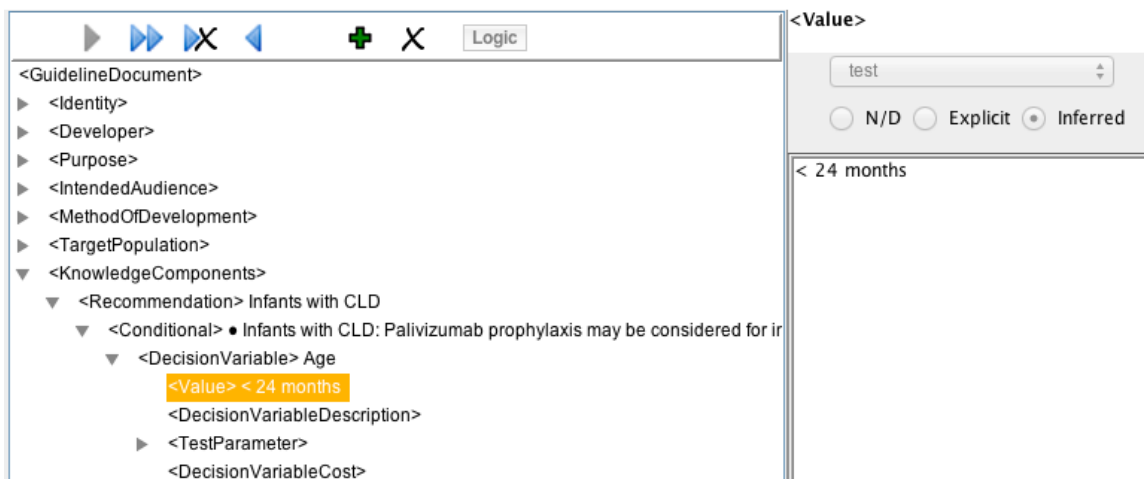 Logic
<GuidelineDocument>
<Identity>
<Developer>
<Purpose>
<IntendedAudience>
<MethodOfDevelopment>
<TargetPopulation>
<KnowledgeComponents>
<Recommendation> Infants with CLD
<Conditional> ● Infants with CLD: Palivizumab prophylaxis may be considered for ir
<DecisionVariable> Age
<Value> < 24 months
<DecisionVariableDescription>
<TestParameter>
<DecisionVariableCost>
<Value>
test
N/D Explicit Inferred
< 24 months